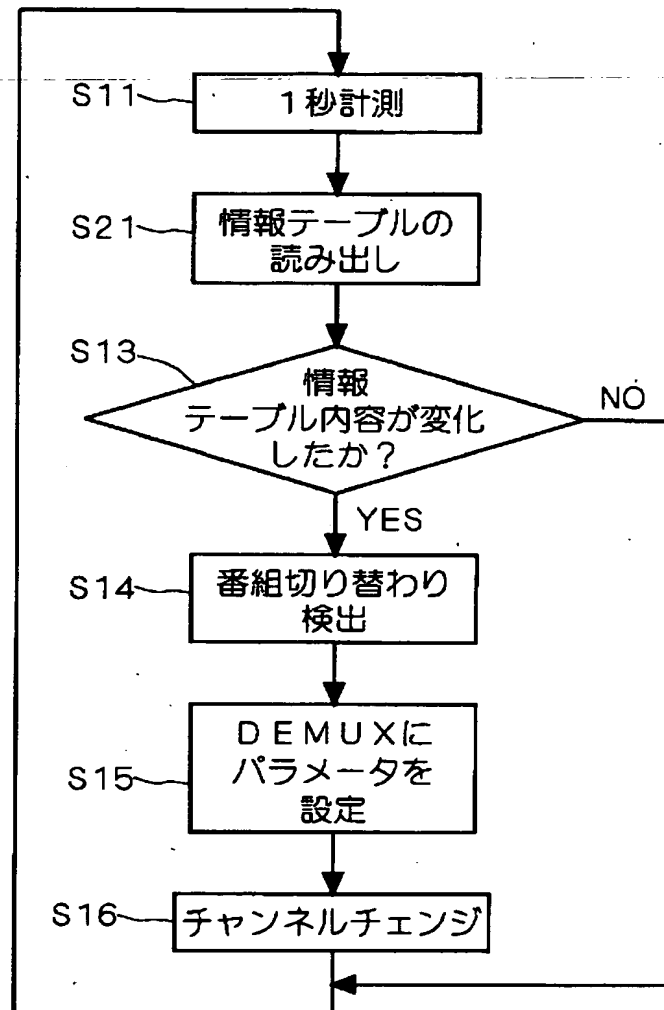 S11
1秒計測
S21
情報テーブルの
読み出し
S13
情報
テーブル内容が変化
したか？
NO
YES
S14
番組切り替わり
検出
S15
DEMUXに
パラメータを
設定
S16
チャンネルチェンジ